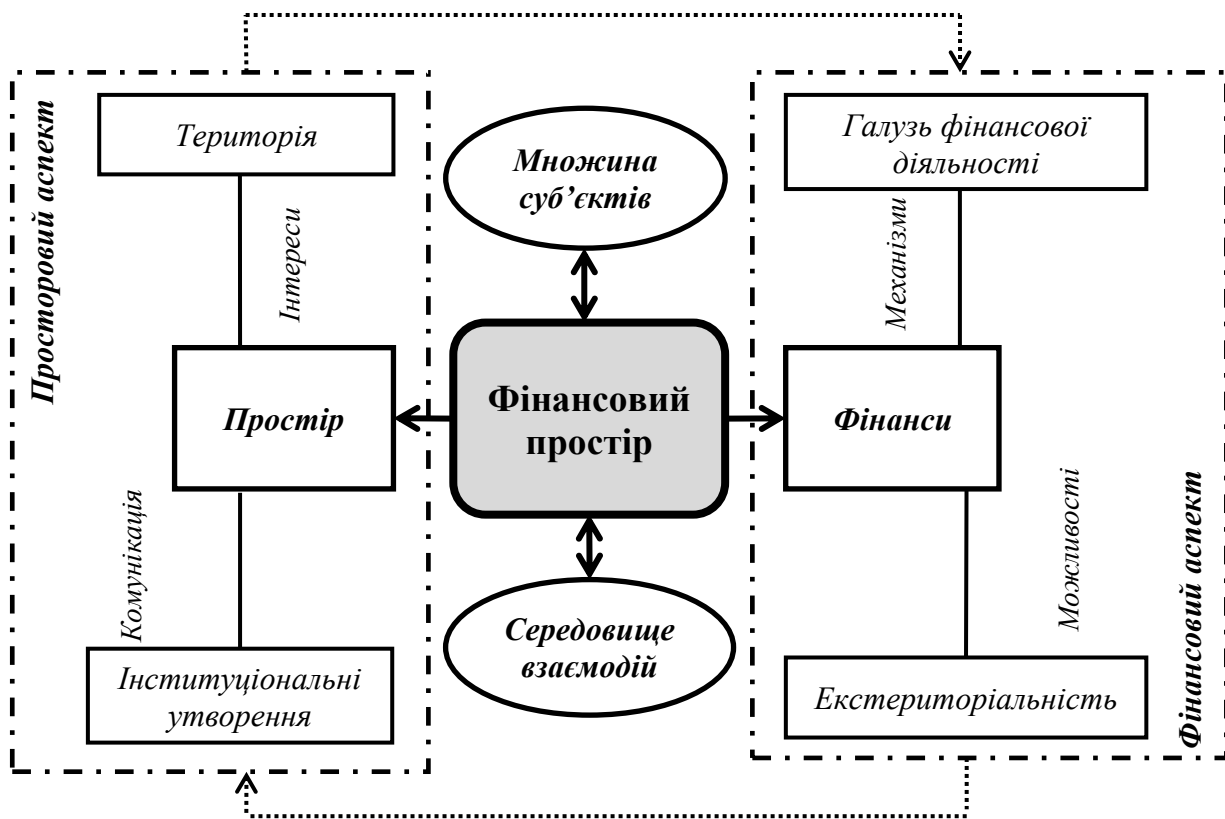 Просторовий аспект
Територія
Інтереси
Простір
Комунікація
Інституціональні
утворення
Множина
суб’єктів
Фінансовий
простір
Середовище
взаємодій
Галузь фінансової
діяльності
Механізми
Фінанси
Можливості
Екстериторіальність
Фінансовий аспект